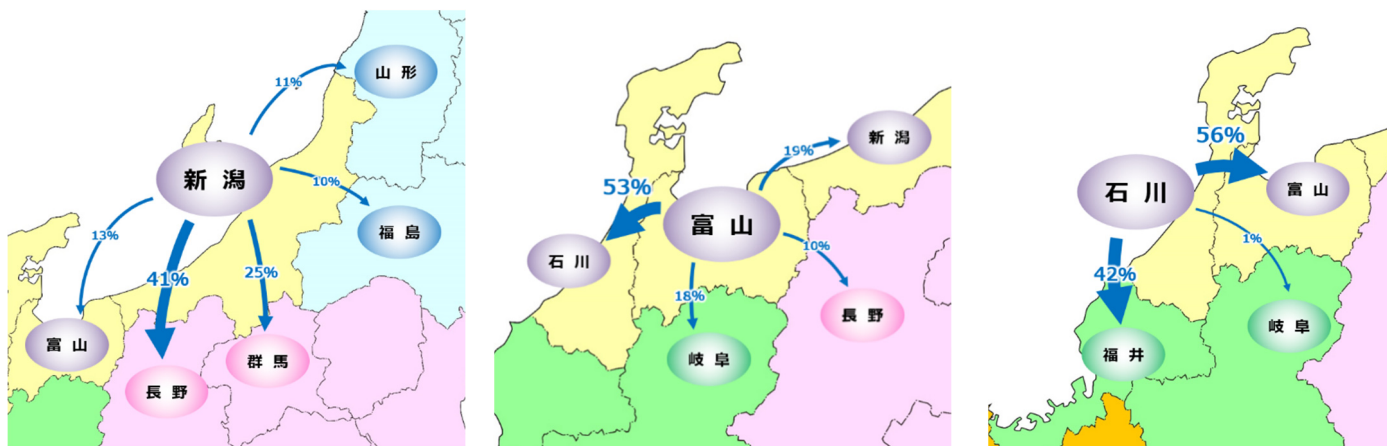 山形
11%
新潟
10%
福島
13%
41%
25%
富山
群馬
長野
新潟
19%
53%
富山
石川
10%
18%
長野
岐阜
56%
石川
富山
1%
42%
岐阜
福井